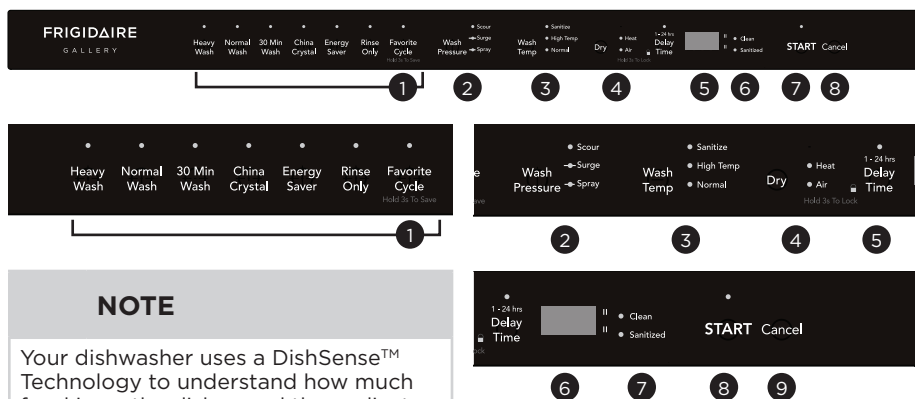 FRIGIDAIRE
GALLERY
Heavy Wash
Normal Wash
30 Min Wash
China Crystal
Energy Saver
Rinse Only
Favorite Cycle
Hold 3s To Save
Wash Pressure
Scour
Surge
Spray
Wash Temp
Sanitize
High Temp
Normal
Dry
Heat
Air
Hold 3s To Lock
1 - 24 hrs
Delay Time
Clean
Sanitized
START
Cancel
1
2
3
4
5
6
7
8
Heavy Wash
Normal Wash
30 Min Wash
China Crystal
Energy Saver
Rinse Only
Favorite Cycle
Hold 3s To Save
1
Wash Pressure
Scour
Surge
Spray
Wash Temp
Sanitize
High Temp
Normal
Dry
Heat
Air
Hold 3s To Lock
1 - 24 hrs
Delay Time
2
3
4
5
NOTE
Your dishwasher uses a DishSense™
Technology to understand how much
1 - 24 hrs
Delay Time
Clean
Sanitized
START
Cancel
6
7
8
9